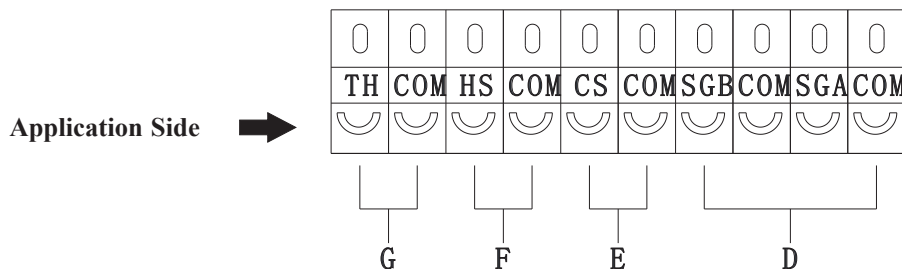 TH COM HS COM CS COM SGB COM SGA COM
Application Side
G F E D